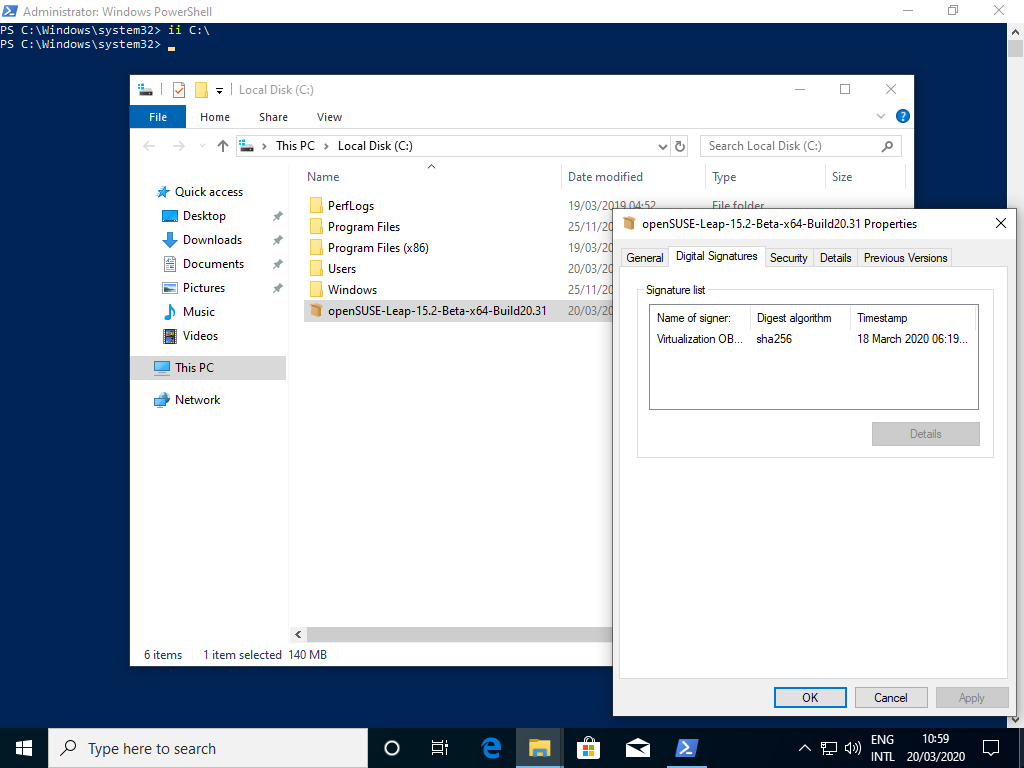 Administrator: Windows PowerShell
PS C:\Windows\system32> ii C:\
PS C:\Windows\system32>
Local Disk (C:)
File Home Share View
This PC Local Disk (C:)
Search Local Disk (C:)
Name Date modified Type Size
Quick access
Desktop
Downloads
Documents
Pictures
Music
Videos
This PC
Network
PerfLogs 19/03/2019 04:52 File folder
Program Files 25/11/20
Program Files (x86) 19/03/20
Users 20/03/20
Windows 25/11/20
openSUSE-Leap-15.2-Beta-x64-Build20.31 20/03/20
6 items 1 item selected 140 MB
openSUSE-Leap-15.2-Beta-x64-Build20.31 Properties
General Digital Signatures Security Details Previous Versions
Signature list
Name of signer: Digest algorithm Timestamp
Virtualization OB... sha256 18 March 2020 06:19...
Details
OK Cancel Apply
Type here to search
ENG
INTL
10:59
20/03/2020